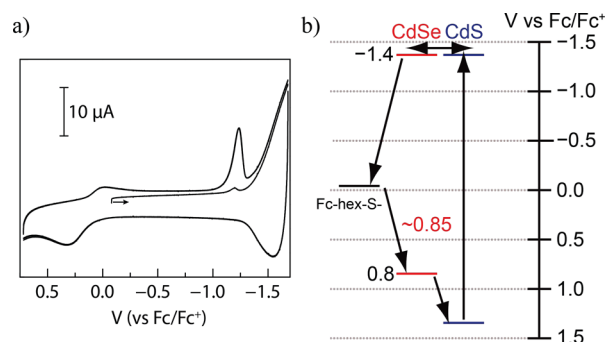 a)
10 µA
0.5 0.0 −0.5 −1.0 −1.5
V (vs Fc/Fc⁺)
b)
V vs Fc/Fc⁺
CdSe CdS
−1.4
Fc-hex-S-
~0.85
0.8
−1.5
−1.0
−0.5
0.0
0.5
1.0
1.5